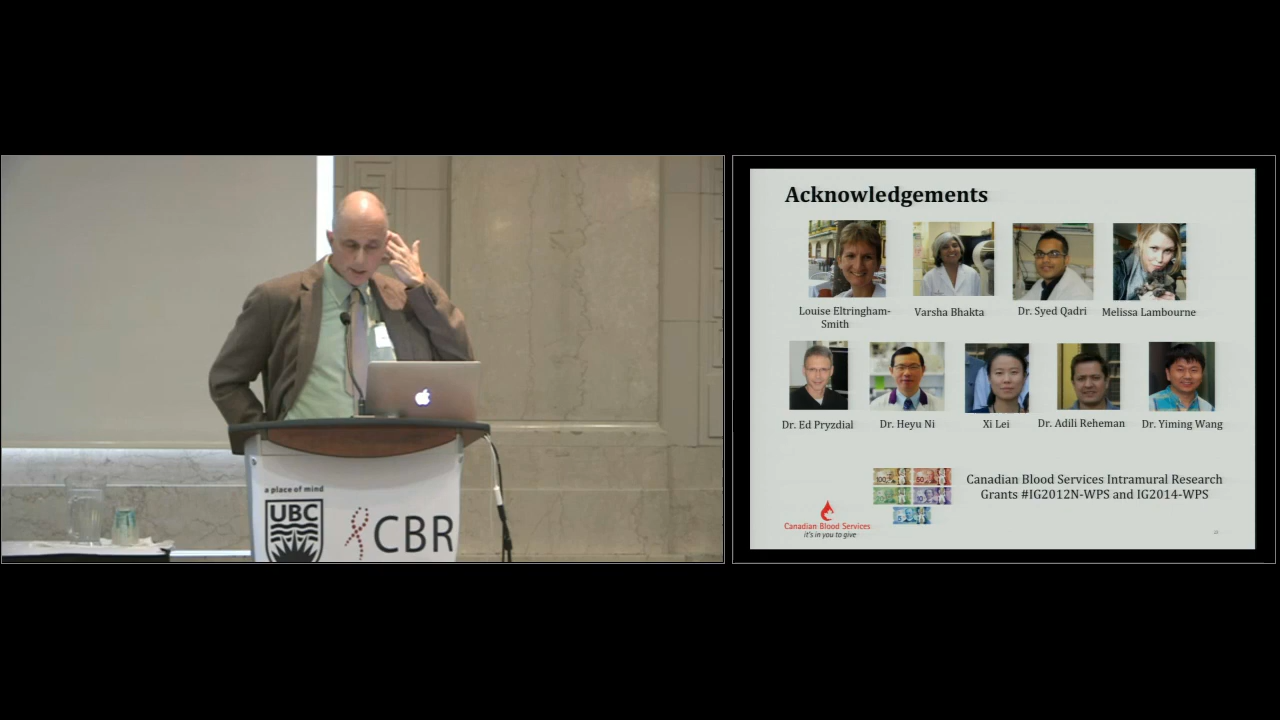 a place of mind
UBC
CBR
Acknowledgements
Louise Eltringham-
Smith
Varsha Bhakta
Dr. Syed Qadri
Melissa Lambourne
Dr. Ed Pryzdial
Dr. Heyu Ni
Xi Lei
Dr. Adili Reheman
Dr. Yiming Wang
Canadian Blood Services Intramural Research
Grants #IG2012N-WPS and IG2014-WPS
Canadian Blood Services
it's in you to give